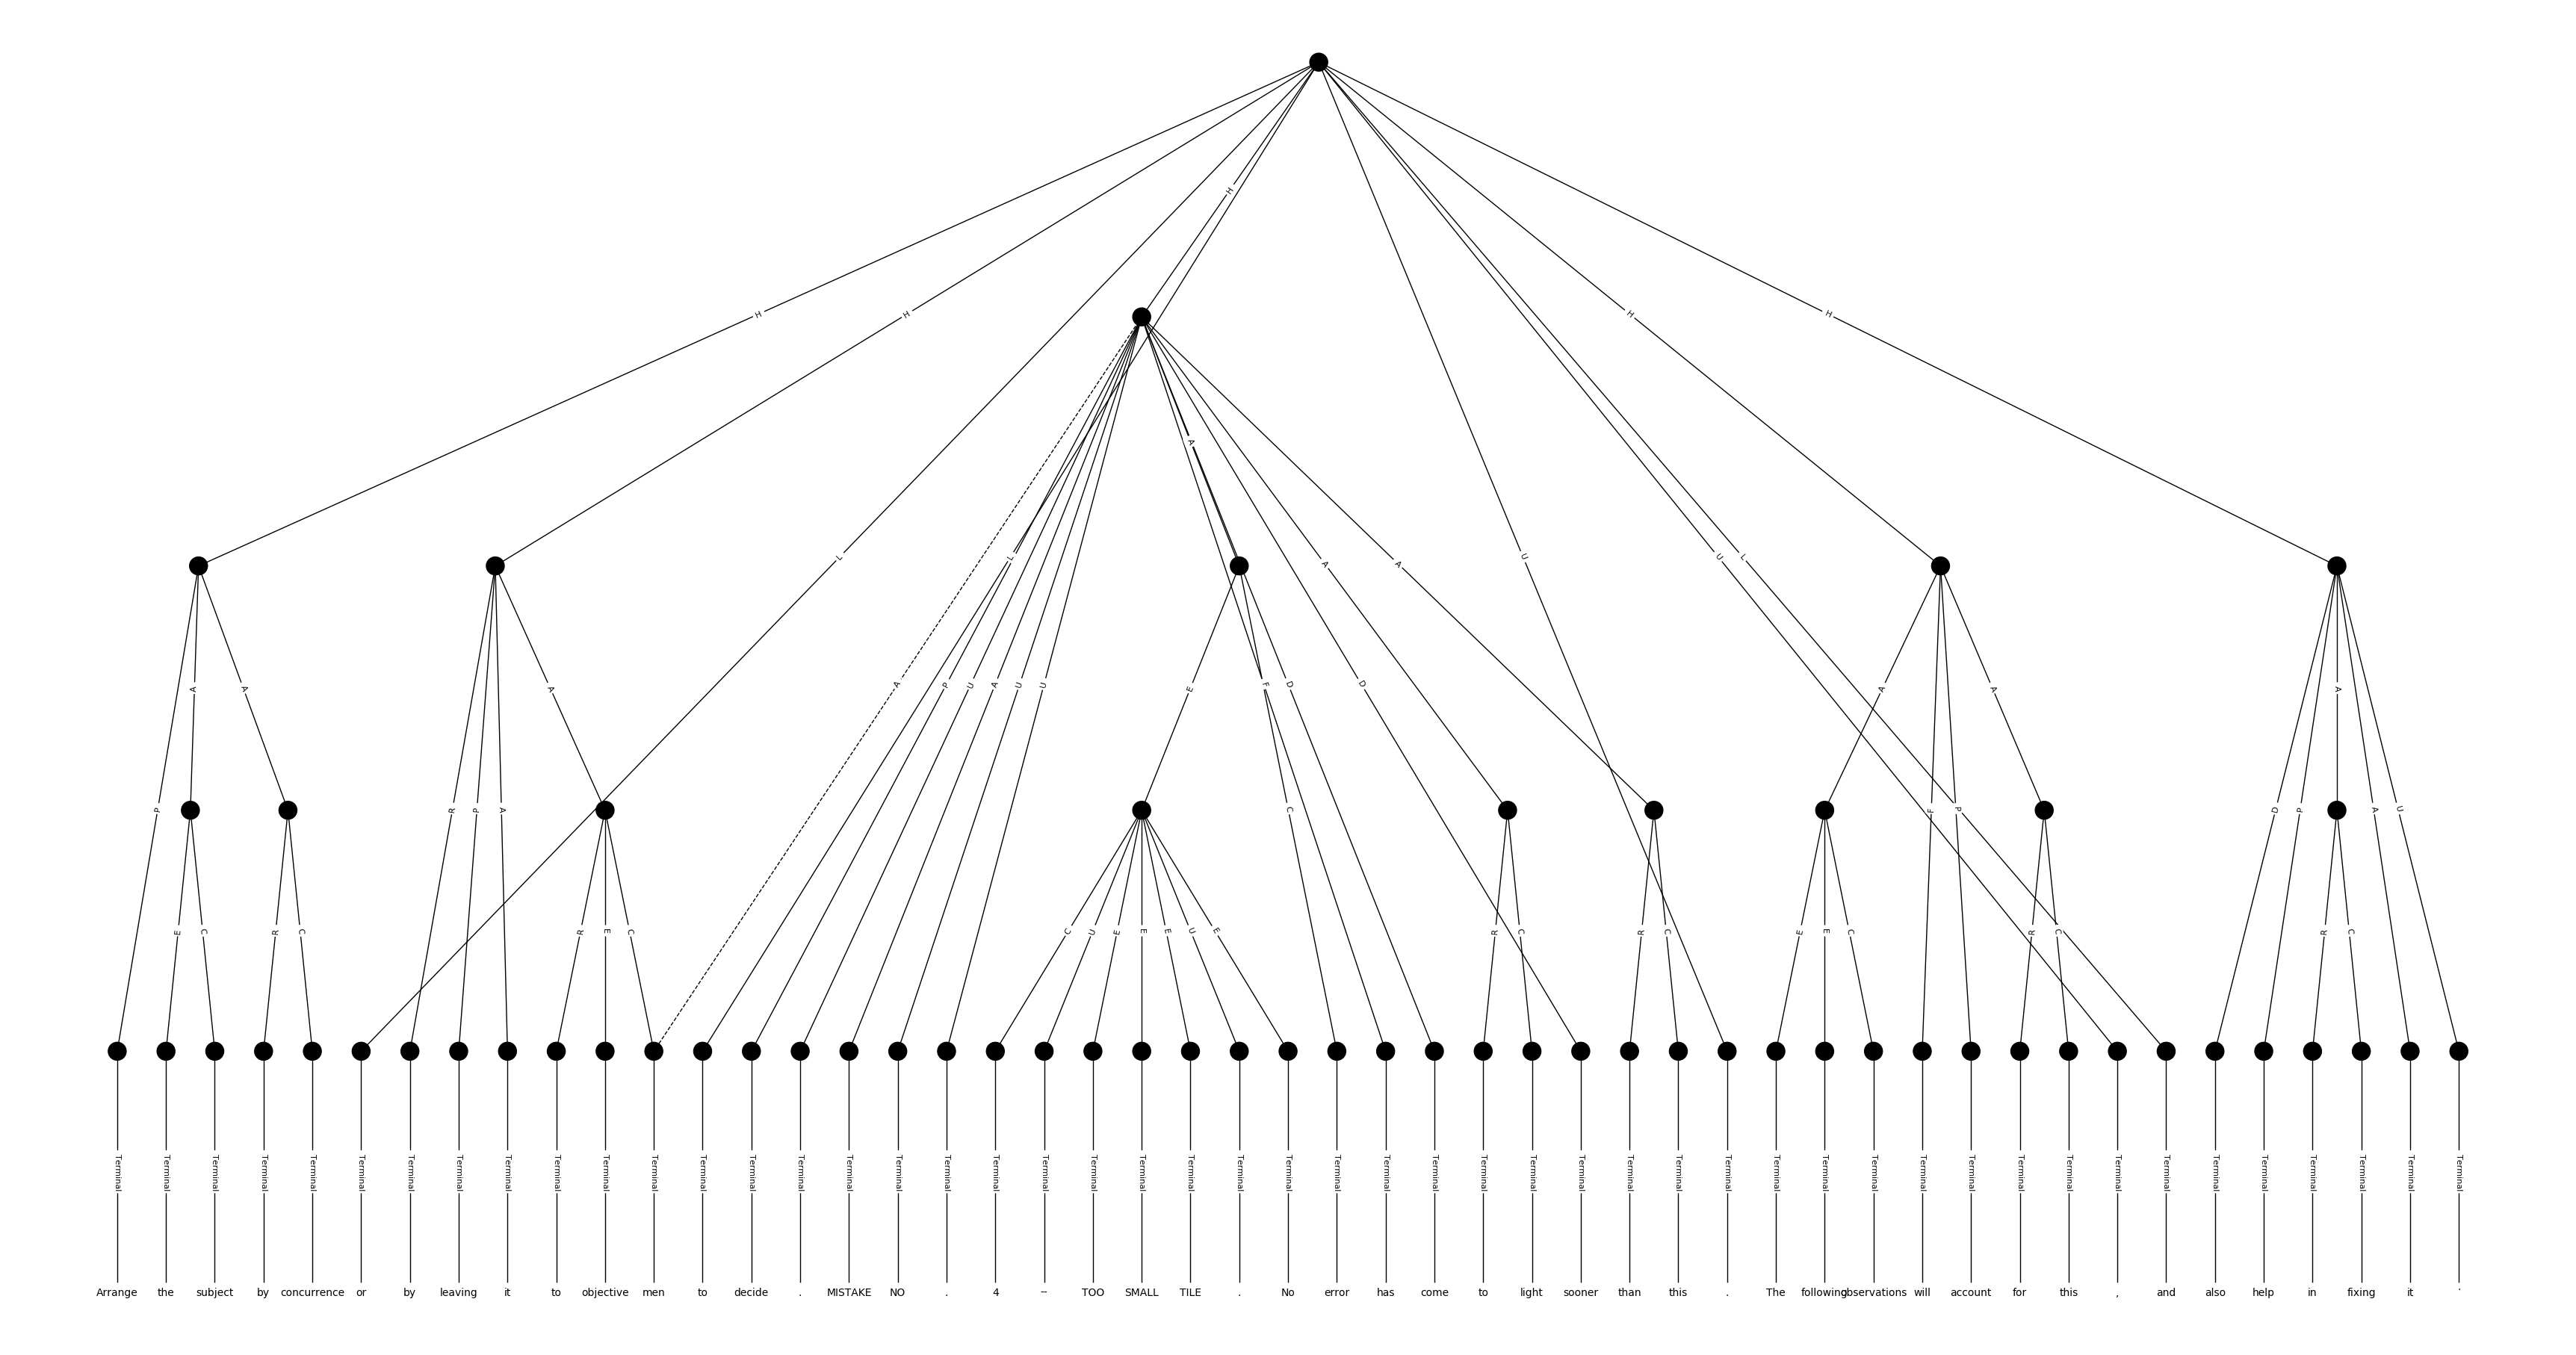 H
H H H H
A
L P U A U U L A A U U L
A A A E F D D A A A
P R P A C F P D P A U
E C R C R E C C U E E E U E R C R C E E C R C R C
Terminal Terminal Terminal Terminal Terminal Terminal Terminal Terminal Terminal Terminal Terminal Terminal Terminal Terminal Terminal Terminal Terminal Terminal Terminal Terminal Terminal Terminal Terminal Terminal Terminal Terminal Terminal Terminal Terminal Terminal Terminal Terminal Terminal Terminal Terminal Terminal Terminal Terminal Terminal Terminal Terminal Terminal Terminal Terminal Terminal Terminal Terminal Terminal Terminal
Arrange the subject by concurrence or by leaving it to objective men to decide . MISTAKE NO . 4 -- TOO SMALL TILE . No error has come to light sooner than this . The following observations will account for this , and also help in fixing it .